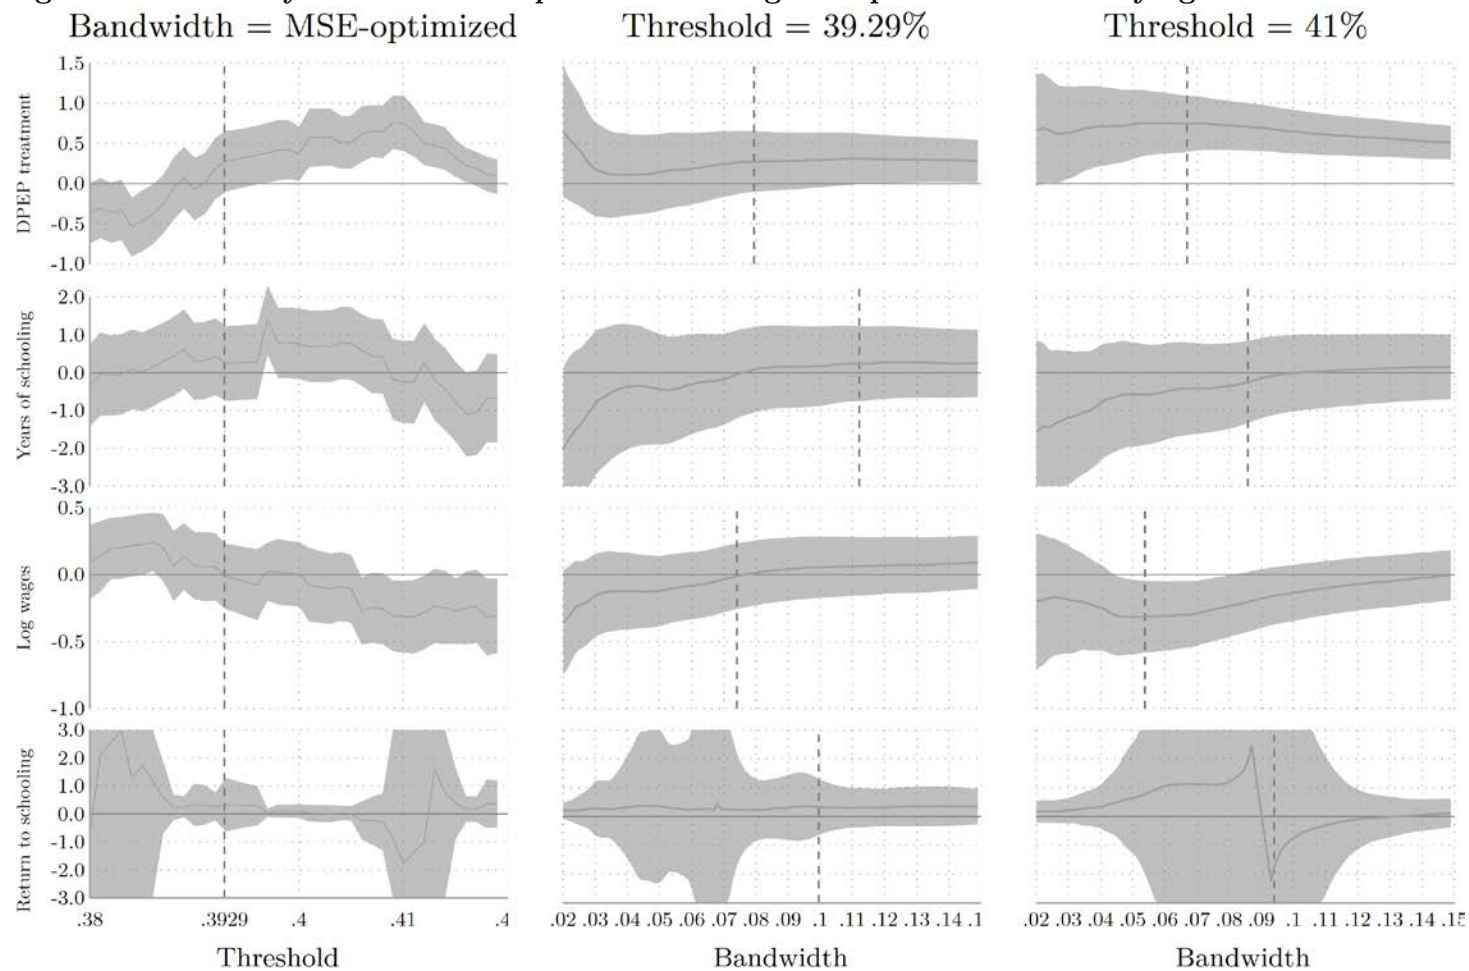 Bandwidth = MSE-optimized
Threshold = 39.29%
Threshold = 41%
DPEP treatment
1.5
1.0
0.5
0.0
-0.5
-1.0
Years of schooling
2.0
1.0
0.0
-1.0
-2.0
-3.0
Log wages
0.5
0.0
-0.5
-1.0
Return to schooling
3.0
2.0
1.0
0.0
-1.0
-2.0
-3.0
.38 .3929 .4 .41 .4
.02 .03 .04 .05 .06 .07 .08 .09 .1 .11 .12 .13 .14 .1
.02 .03 .04 .05 .06 .07 .08 .09 .1 .11 .12 .13 .14 .15
Threshold
Bandwidth
Bandwidth